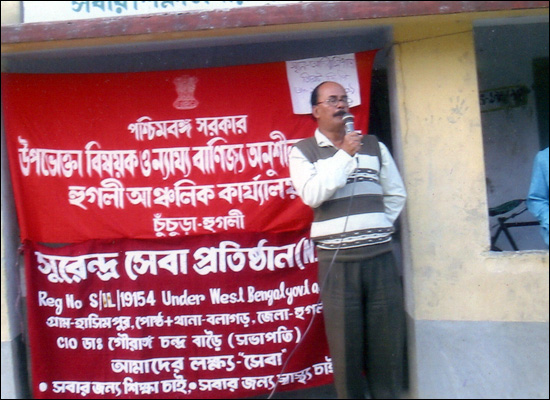 পশ্চিমবঙ্গ সরকার
উপভোক্তা বিষয়ক ও ন্যায্য বাণিজ্য অনুশী
হুগলী আঞ্চলিক কার্য্যালয়
চুঁচুড়া-হুগলী
সুরেন্দ্র সেবা প্রতিষ্ঠান (N.
Reg No S/1L/19154 Under West Bengal govt a
গ্রাম-হাসিমপুর, পোষ্ঠ+থানা-বলাগড়, জেলা-হুগল
C/O ডাঃ গৌরাঙ্গ চন্দ্র বাড়ৈ (সভাপতি)
আমাদের লক্ষ্য-"সেবা"
• সবার জন্য শিক্ষা চাই, • সবার জন্য স্বাস্থ্য চাই